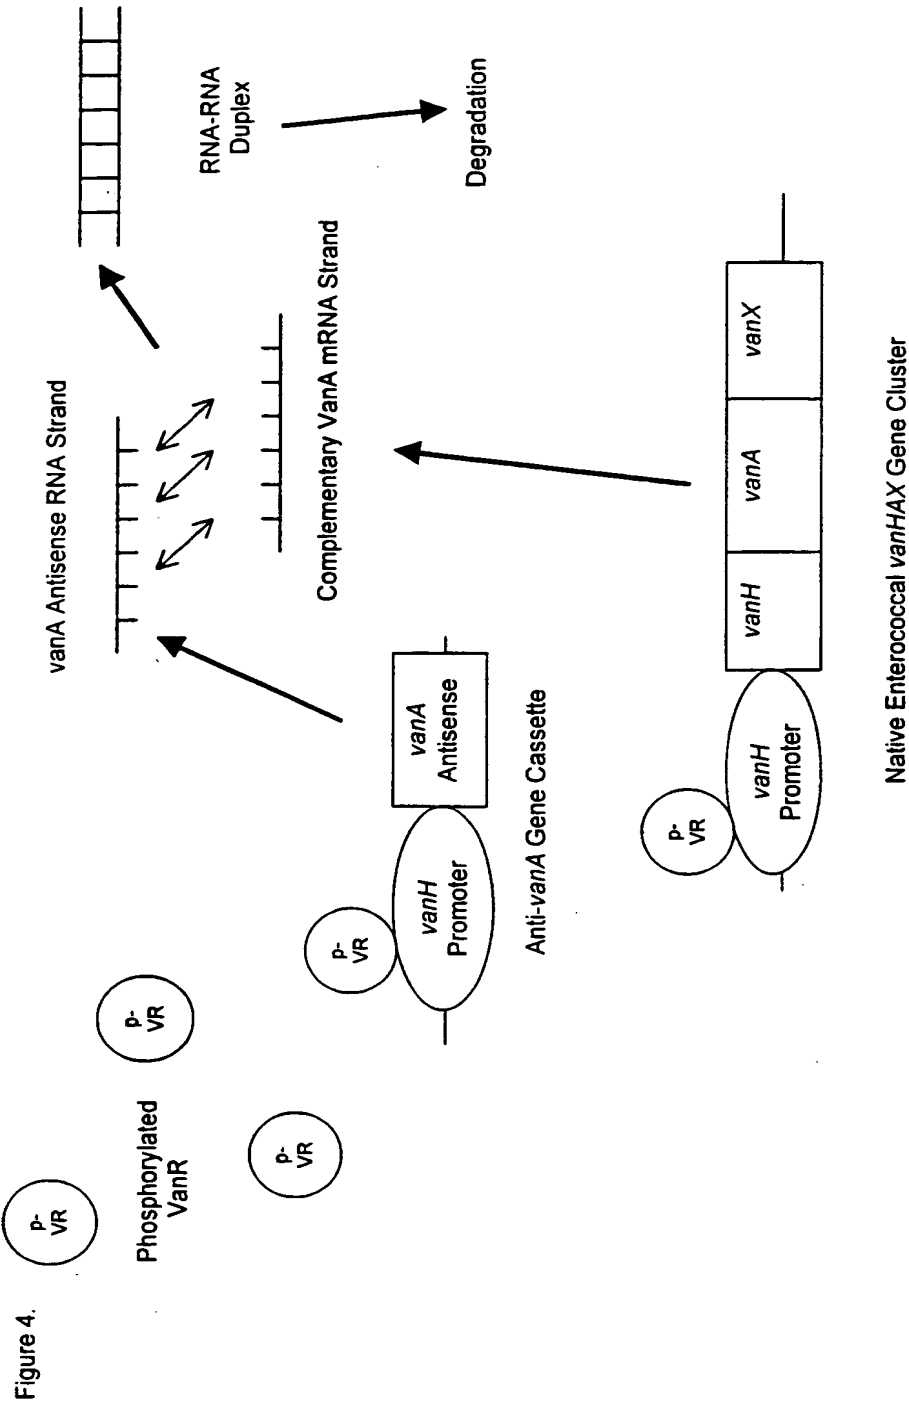 Figure 4.
p-
VR
Phosphorylated
VanR
p-
VR
p-
VR
vanA Antisense RNA Strand
Complementary VanA mRNA Strand
RNA-RNA
Duplex
Degradation
p-
VR
vanH
Promoter
vanA
Antisense
Anti-vanA Gene Cassette
p-
VR
vanH
Promoter
vanH
vanA
vanX
Native Enterococcal vanHAX Gene Cluster